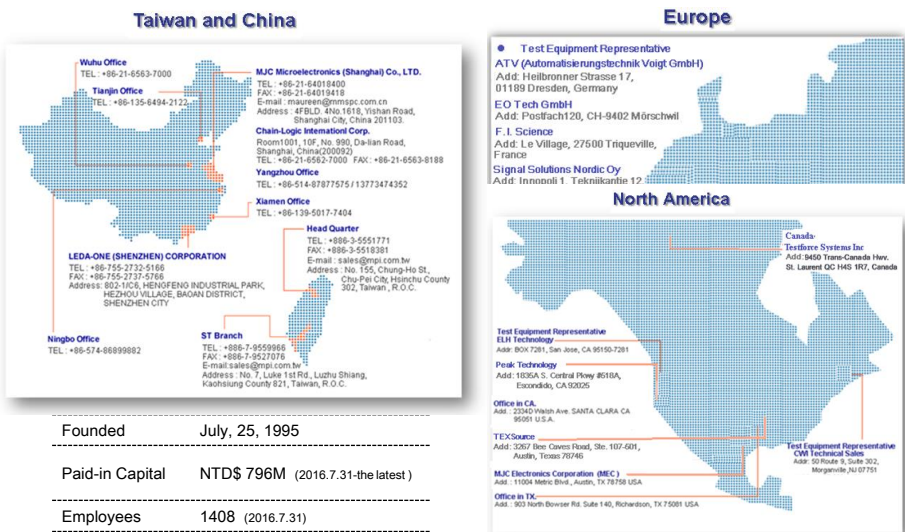 Taiwan and China
Wuhu Office
TEL : +86-21-6563-7000
Tianjin Office
TEL : +86-135-6494-2122
MJC Microelectronics (Shanghai) Co., LTD.
TEL : +86-21-64018400
FAX : +86-21-64019418
E-mail : maureen@mmspc.com.cn
Address : 4FBLD. 4No.1618, Yishan Road,
Shanghai City, China 201103.
Chain-Logic Internationl Corp.
Room1001, 10F, No. 990, Da-lian Road,
Shanghai, China(200092)
TEL : +86-21-6562-7000 FAX : +86-21-6563-8188
Yangzhou Office
TEL : +86-514-87877575 / 13773474352
Xiamen Office
TEL : +86-139-5017-7404
Head Quarter
TEL : +886-3-5551771
FAX : +886-3-5518381
E-mail : sales@mpi.com.tw
Address : No. 155, Chung-Ho St.,
Chu-Pei City, Hsinchu County
302, Taiwan , R.O.C.
LEDA-ONE (SHENZHEN) CORPORATION
TEL : +86-755-2732-5166
FAX : +86-755-2737-5766
Address: 802-1/C6, HENGFENG INDUSTRIAL PARK,
HEZHOU VILLAGE, BAOAN DISTRICT,
SHENZHEN CITY
Ningbo Office
TEL : +86-574-86899882
ST Branch
TEL : +886-7-9559966
FAX : +886-7-9527076
E-mail:sales@mpi.com.tw
Address : No. 7, Luke 1st Rd., Luzhu Shiang,
Kaohsiung County 821, Taiwan, R.O.C.
Founded July, 25, 1995
Paid-in Capital NTD$ 796M (2016.7.31-the latest )
Employees 1408 (2016.7.31)
Europe
• Test Equipment Representative
ATV (Automatisierungstechnik Voigt GmbH)
Add: Heilbronner Strasse 17,
01189 Dresden, Germany
EO Tech GmbH
Add: Postfach120, CH-9402 Mörschwil
F.I. Science
Add: Le Village, 27500 Triqueville,
France
Signal Solutions Nordic Oy
Add: Innopoli 1, Tekniikantie 12,
North America
Canada-
Testforce Systems Inc
Add:9450 Trans-Canada Hwv.
St. Laurent QC H4S 1R7, Canada
Test Equipment Representative
ELH Technology
Addr: BOX 7281, San Jose, CA 95150-7281
Peak Technology
Add : 1835A S. Central Pkwy #518A,
Escondido, CA 92025
Office in CA.
Add. : 2334D Walsh Ave. SANTA CLARA CA
95051 U.S.A.
TEXSource
Add: 3267 Bee Caves Road, Ste. 107-601,
Austin, Texas 78746
MJC Electronics Corporation (MEC )
Add. : 11004 Metric Blvd., Austin, TX 78758 USA
Office in TX.
Add. : 903 North Bowser Rd. Suite 140, Richardson, TX 75081 USA
Test Equipment Representative
CWI Technical Sales
Add: 50 Route 9, Suite 302,
Morganville,NJ 07751